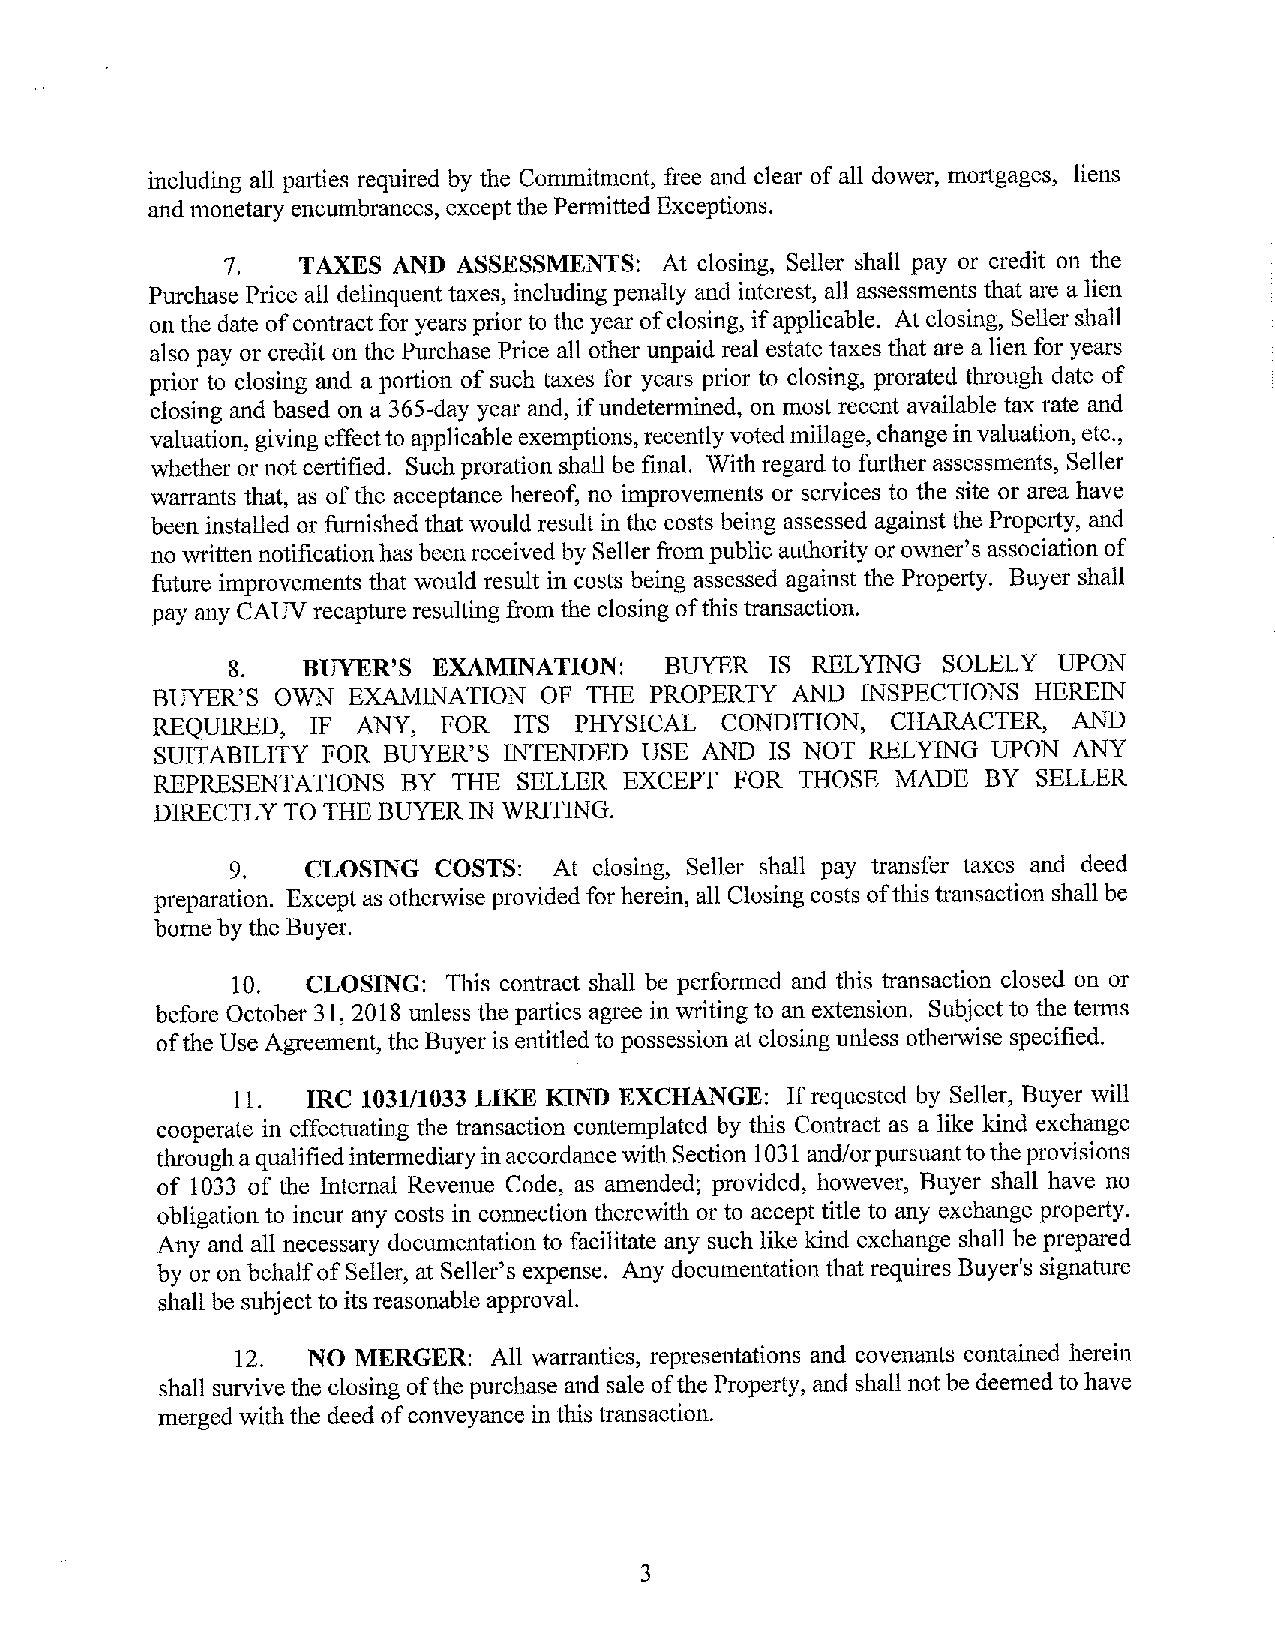 including all parties required by the Commitment, free and clear of all dower, mortgages, liens
and monetary encumbrances, except the Permitted Exceptions.
7. TAXES AND ASSESSMENTS: At closing, Seller shall pay or credit on the
Purchase Price all delinquent taxes, including penalty and interest, all assessments that are a lien
on the date of contract for years prior to the year of closing, if applicable. At closing, Seller shall
also pay or credit on the Purchase Price all other unpaid real estate taxes that are a lien for years
prior to closing and a portion of such taxes for years prior to closing, prorated through date of
closing and based on a 365-day year and, if undetermined, on most recent available tax rate and
valuation, giving effect to applicable exemptions, recently voted millage, change in valuation, etc.,
whether or not certified. Such proration shall be final. With regard to further assessments, Seller
warrants that, as of the acceptance hereof, no improvements or services to the site or area have
been installed or furnished that would result in the costs being assessed against the Property, and
no written notification has been received by Seller from public authority or owner's association of
future improvements that would result in costs being assessed against the Property. Buyer shall
pay any CAUV recapture resulting from the closing of this transaction.
8. BUYER'S EXAMINATION: BUYER IS RELYING SOLELY UPON
BUYER'S OWN EXAMINATION OF THE PROPERTY AND INSPECTIONS HEREIN
REQUIRED, IF ANY, FOR ITS PHYSICAL CONDITION, CHARACTER, AND
SUITABILITY FOR BUYER'S INTENDED USE AND IS NOT RELYING UPON ANY
REPRESENTATIONS BY THE SELLER EXCEPT FOR THOSE MADE BY SELLER
DIRECTLY TO THE BUYER IN WRITING.
9. CLOSING COSTS: At closing, Seller shall pay transfer taxes and deed
preparation. Except as otherwise provided for herein, all Closing costs of this transaction shall be
borne by the Buyer.
10. CLOSING: This contract shall be performed and this transaction closed on or
before October 31, 2018 unless the parties agree in writing to an extension. Subject to the terms
of the Use Agreement, the Buyer is entitled to possession at closing unless otherwise specified.
11. IRC 1031/1033 LIKE KIND EXCHANGE: If requested by Seller, Buyer will
cooperate in effectuating the transaction contemplated by this Contract as a like kind exchange
through a qualified intermediary in accordance with Section 1031 and/or pursuant to the provisions
of 1033 of the Internal Revenue Code, as amended; provided, however, Buyer shall have no
obligation to incur any costs in connection therewith or to accept title to any exchange property.
Any and all necessary documentation to facilitate any such like kind exchange shall be prepared
by or on behalf of Seller, at Seller's expense. Any documentation that requires Buyer's signature
shall be subject to its reasonable approval.
12. NO MERGER: All warranties, representations and covenants contained herein
shall survive the closing of the purchase and sale of the Property, and shall not be deemed to have
merged with the deed of conveyance in this transaction.
3